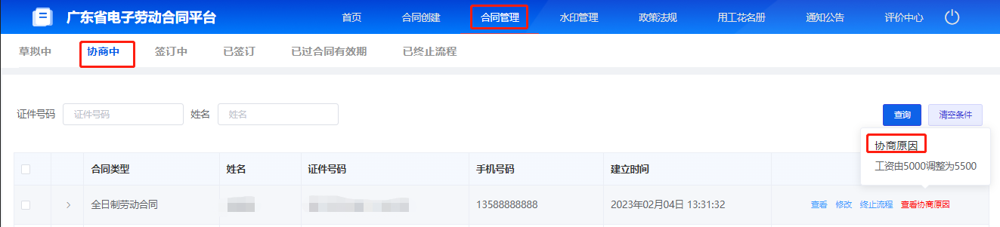 广东省电子劳动合同平台 首页 合同创建 合同管理 水印管理 政策法规 用工花名册 通知公告 评价中心
草拟中 协商中 签订中 已签订 已过合同有效期 已终止流程
证件号码 证件号码 姓名 姓名 查询 清空条件
协商原因
工资由5000调整为5500
合同类型 姓名 证件号码 手机号码 建立时间
全日制劳动合同 13588888888 2023年02月04日 13:31:32 查看 修改 终止流程 查看协商原因